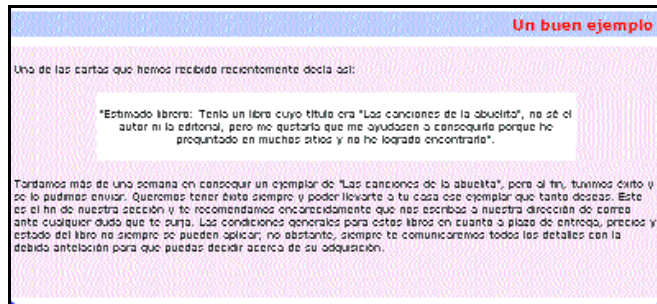 Un buen ejemplo
Una de las cartas que hemos recibido recientemente decía así:
"Estimado librero: Tenía un libro cuyo título era "Las canciones de la abuelita", no sé el
autor ni la editorial, pero me gustaría que me ayudasen a conseguirlo porque he
preguntado en muchos sitios y no he logrado encontrarlo".
Tardamos más de una semana en conseguir un ejemplar de "Las canciones de la abuelita", pero al fin, tuvimos éxito y
se lo pudimos enviar. Queremos tener éxito siempre y poder llevarte a tu casa ese ejemplar que tanto deseas. Este
es el fin de nuestra sección y te recomendamos encarecidamente que nos escribas a nuestra dirección de correo
ante cualquier duda que te surja. Las condiciones generales para estos libros en cuanto a plazo de entrega, precios y
estado del libro no siempre se pueden aplicar; no obstante, siempre te comunicaremos todos los detalles con la
debida antelación para que puedas decidir acerca de su adquisición.